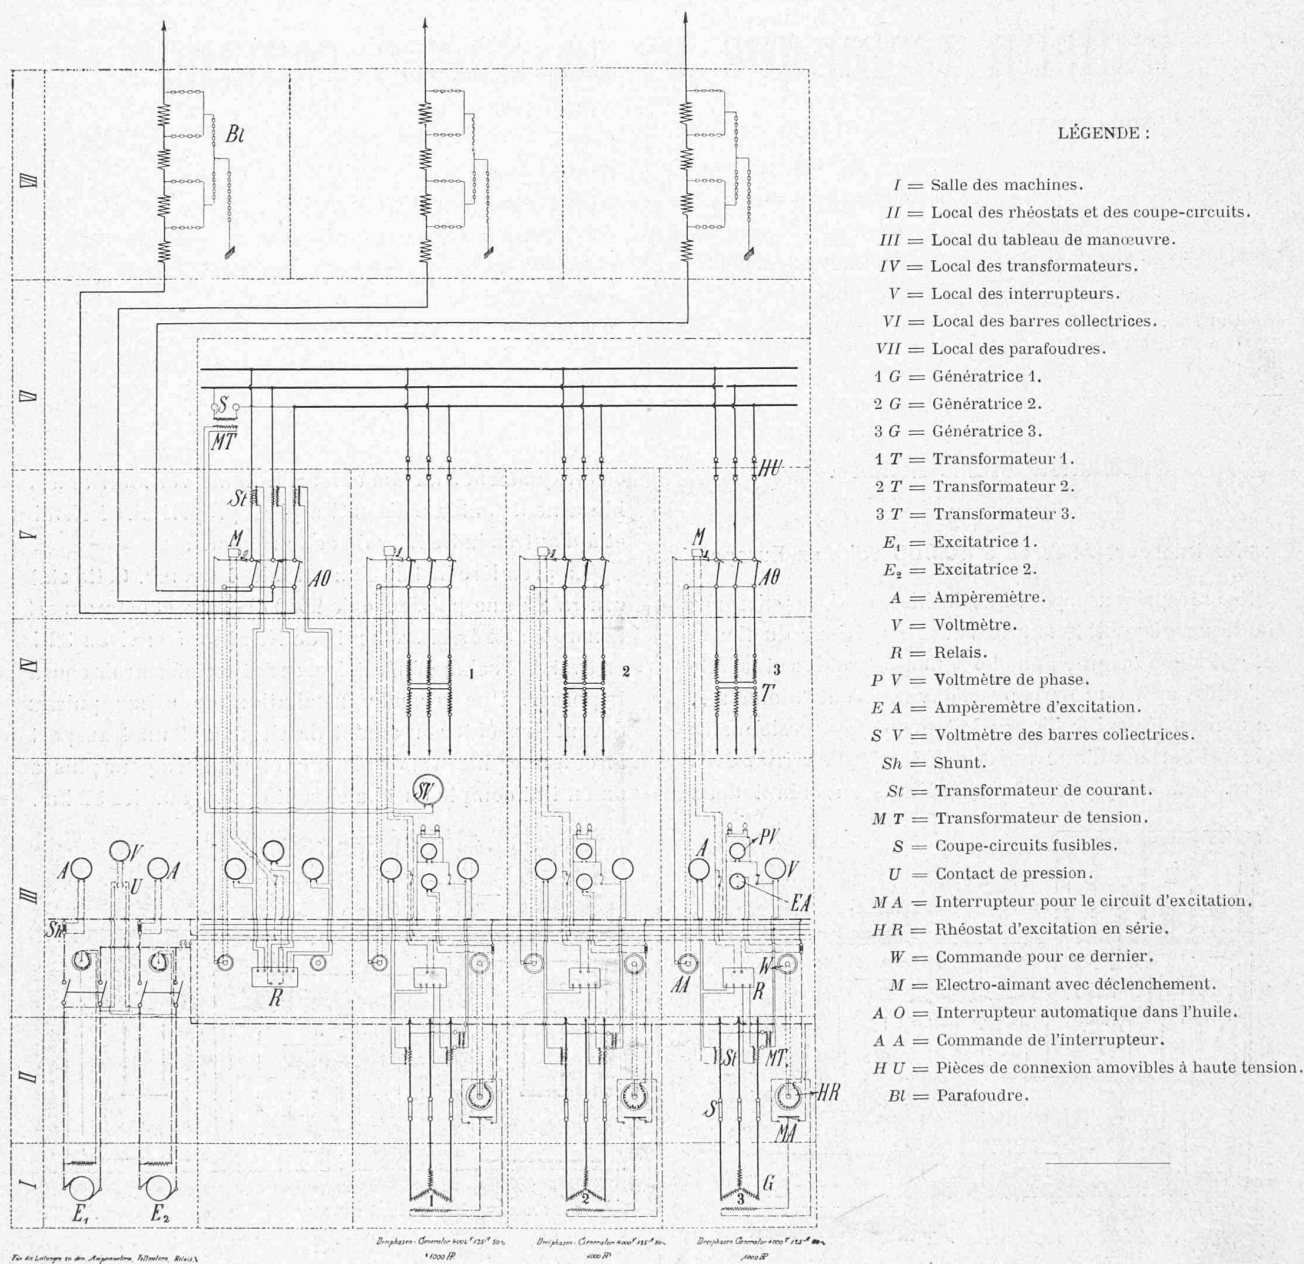 Bl
LÉGENDE :
I = Salle des machines.
II = Local des rhéostats et des coupe-circuits.
III = Local du tableau de manœuvre.
IV = Local des transformateurs.
V = Local des interrupteurs.
VI = Local des barres collectrices.
VII = Local des parafoudres.
1 G = Génératrice 1.
2 G = Génératrice 2.
3 G = Génératrice 3.
1 T = Transformateur 1.
2 T = Transformateur 2.
3 T = Transformateur 3.
E₁ = Excitatrice 1.
E₂ = Excitatrice 2.
A = Ampèremètre.
V = Voltmètre.
R = Relais.
P V = Voltmètre de phase.
E A = Ampèremètre d'excitation.
S V = Voltmètre des barres collectrices.
Sh = Shunt.
St = Transformateur de courant.
M T = Transformateur de tension.
S = Coupe-circuits fusibles.
U = Contact de pression.
M A = Interrupteur pour le circuit d'excitation.
H R = Rhéostat d'excitation en série.
W = Commande pour ce dernier.
M = Electro-aimant avec déclenchement.
A O = Interrupteur automatique dans l'huile.
A A = Commande de l'interrupteur.
H U = Pièces de connexion amovibles à haute tension.
Bl = Parafoudre.
VII
VI
S
MT
HU
V
St
M
M
AO
AO
IV
1
2
3
T
III
SV
A
V
A
U
A
PV
V
EA
Sh
R
AA
W
R
II
St
MT.
S
HR
MA
I
E₁
E₂
1
2
3
G
Dreiphasen-Generator
Dreiphasen-Generator
Dreiphasen Generator